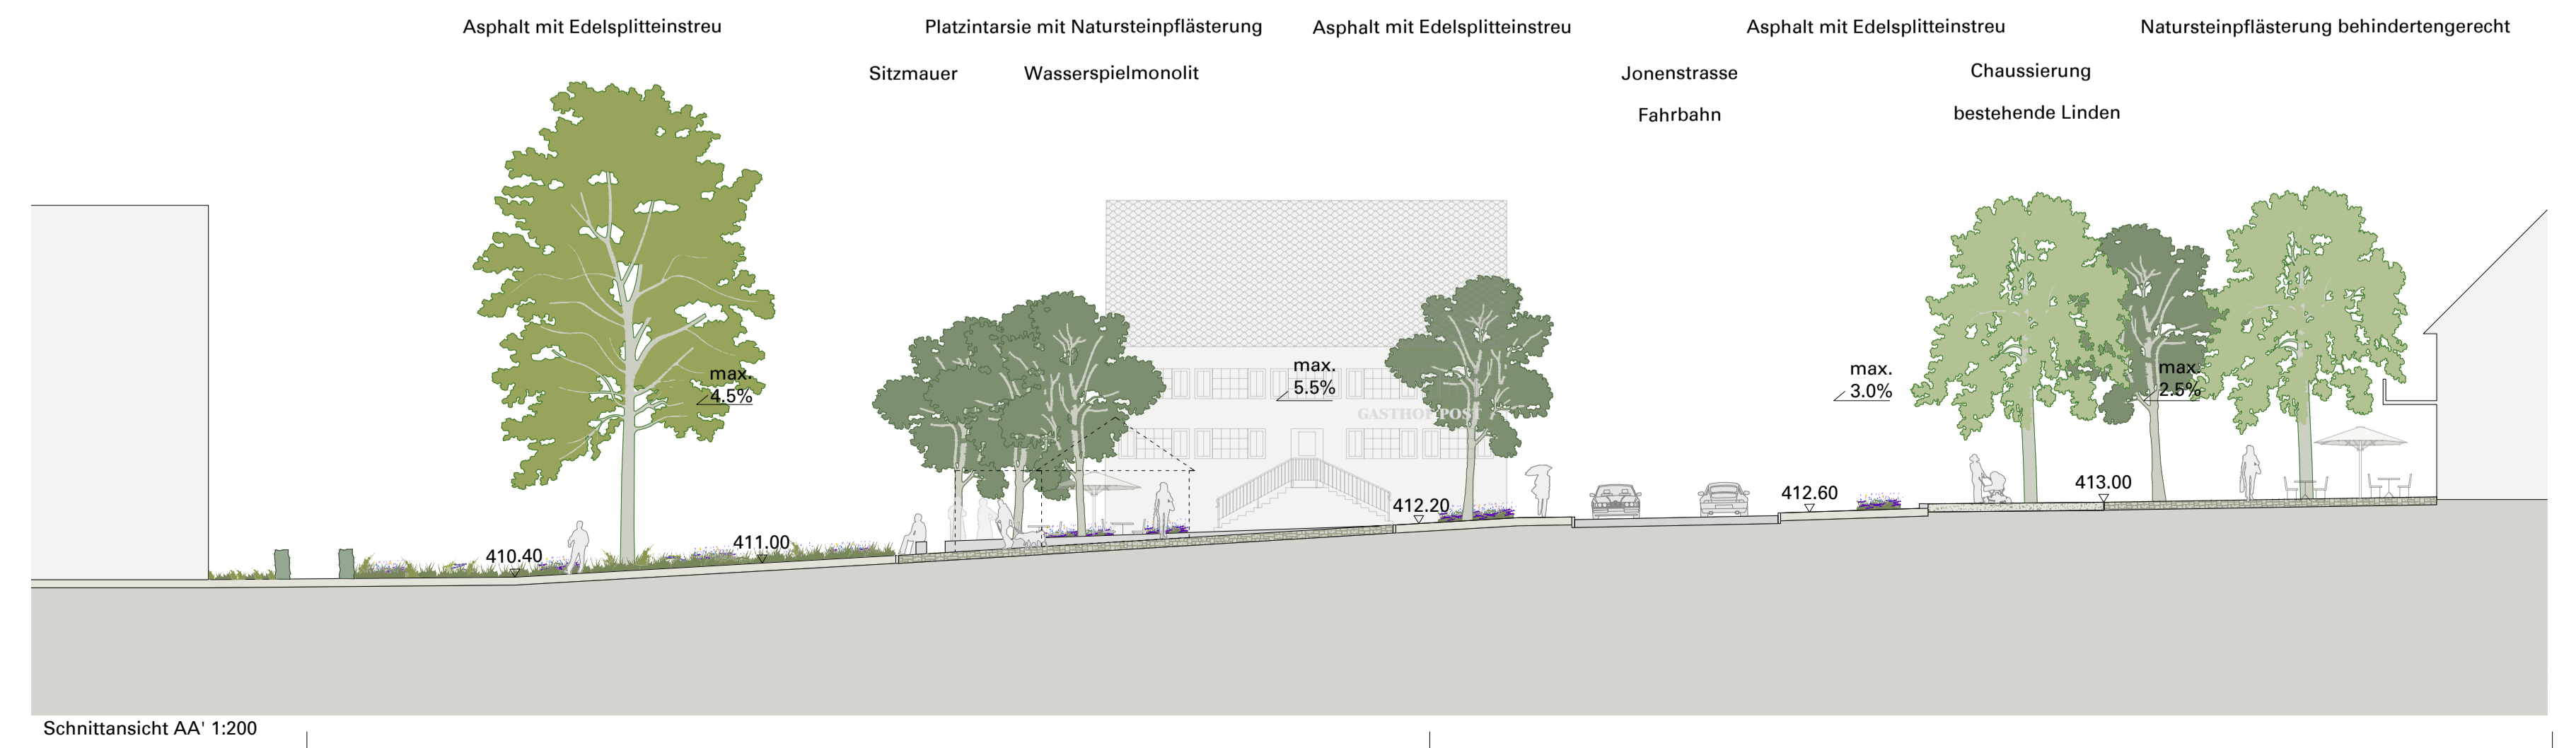 Asphalt mit Edelsplitteinstreu
Platzintarsie mit Natursteinpflästerung
Asphalt mit Edelsplitteinstreu
Asphalt mit Edelsplitteinstreu
Natursteinpflästerung behindertengerecht
Sitzmauer
Wasserspielmonolit
Jonenstrasse
Chaussierung
Fahrbahn
bestehende Linden
max.
4.5%
max.
5.5%
max.
3.0%
max.
2.5%
GASTHOF POST
410.40
411.00
412.20
412.60
413.00
Schnittansicht AA' 1:200